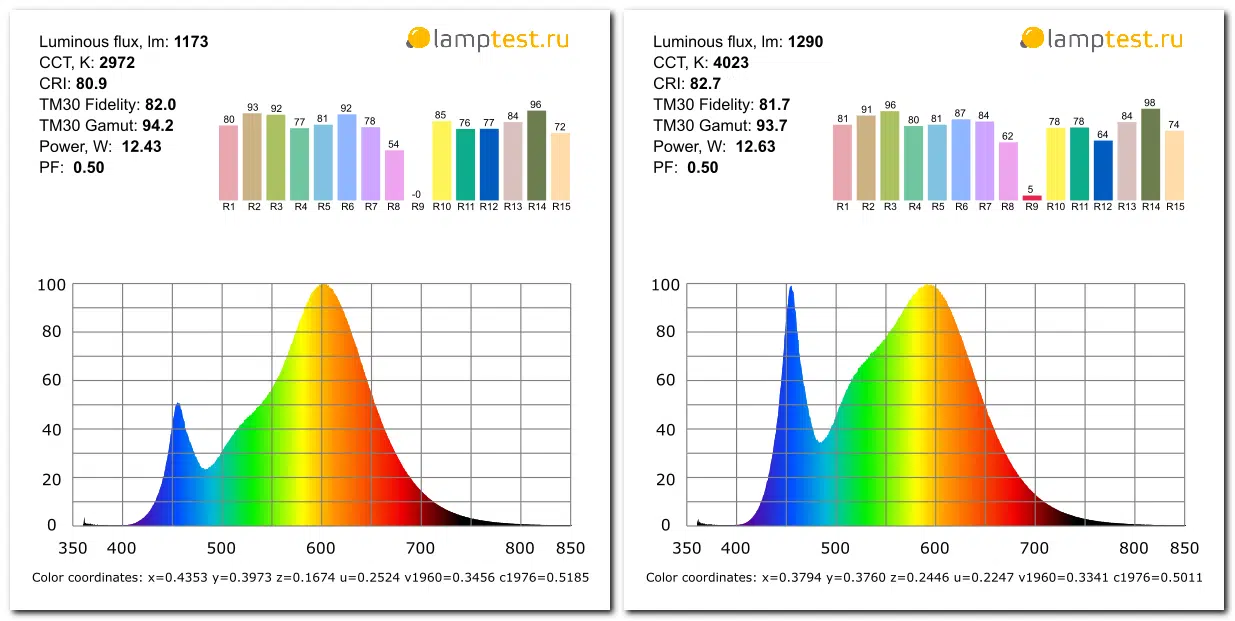 Luminous flux, lm: 1173
lamptest.ru
CCT, K: 2972
CRI: 80.9
TM30 Fidelity: 82.0
TM30 Gamut: 94.2
Power, W: 12.43
PF: 0.50
80 93 92 77 81 92 78 54 -0 85 76 77 84 96 72
R1 R2 R3 R4 R5 R6 R7 R8 R9 R10 R11 R12 R13 R14 R15
100
80
60
40
20
0
350 400 500 600 700 800 850
Color coordinates: x=0.4353 y=0.3973 z=0.1674 u=0.2524 v1960=0.3456 c1976=0.5185
Luminous flux, lm: 1290
lamptest.ru
CCT, K: 4023
CRI: 82.7
TM30 Fidelity: 81.7
TM30 Gamut: 93.7
Power, W: 12.63
PF: 0.50
81 91 96 80 81 87 84 62 5 78 78 64 84 98 74
R1 R2 R3 R4 R5 R6 R7 R8 R9 R10 R11 R12 R13 R14 R15
100
80
60
40
20
0
350 400 500 600 700 800 850
Color coordinates: x=0.3794 y=0.3760 z=0.2446 u=0.2247 v1960=0.3341 c1976=0.5011